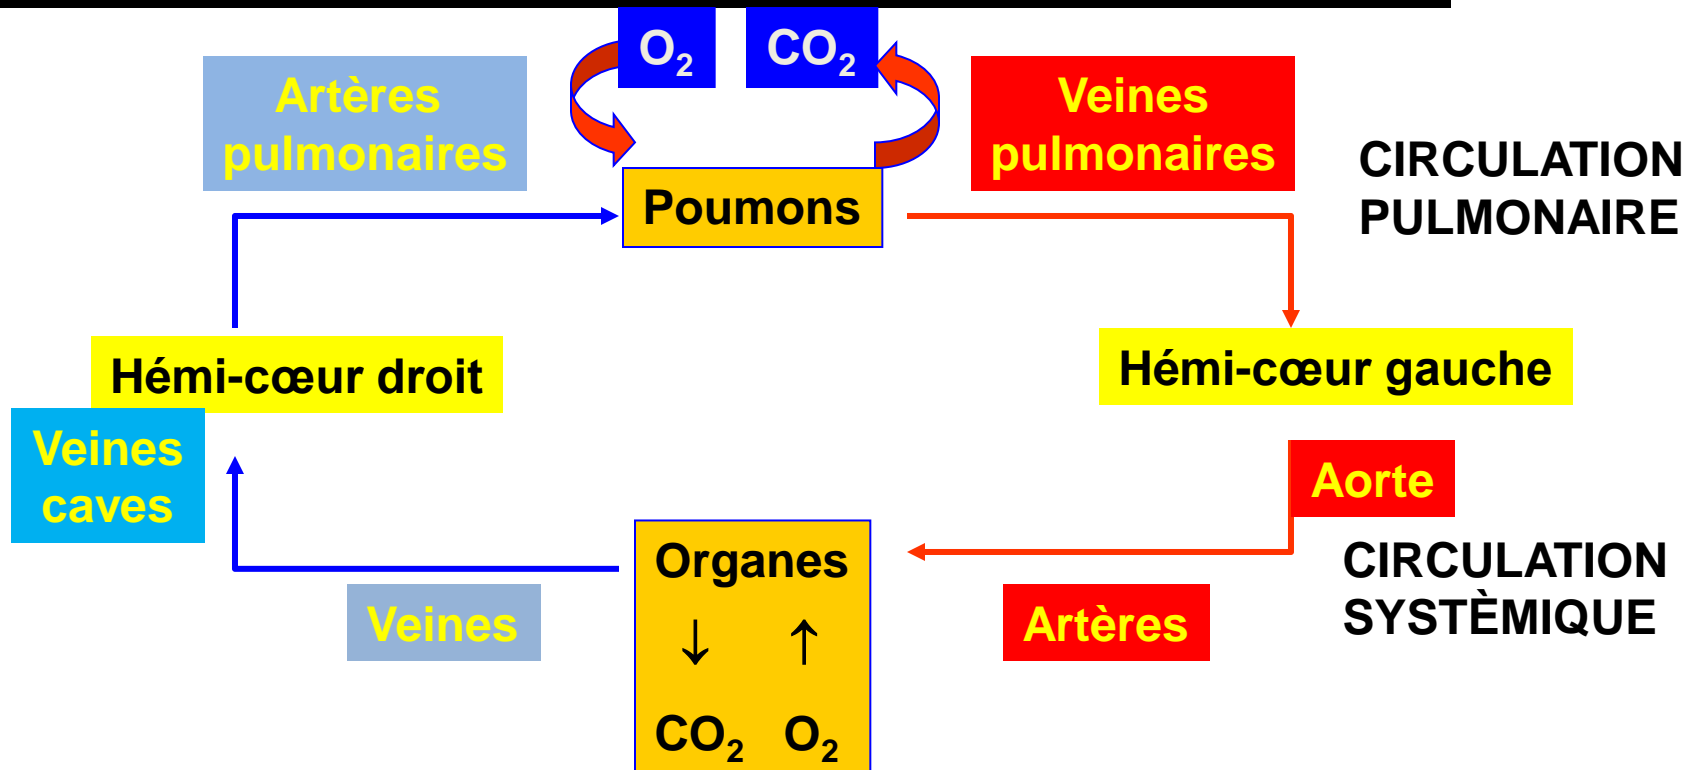 O₂ CO₂
Artères
pulmonaires
Veines
pulmonaires
CIRCULATION
PULMONAIRE
Poumons
Hémi-cœur droit
Hémi-cœur gauche
Veines
caves
Aorte
Organes
↓ ↑
CO₂ O₂
CIRCULATION
SYSTÈMIQUE
Veines
Artères